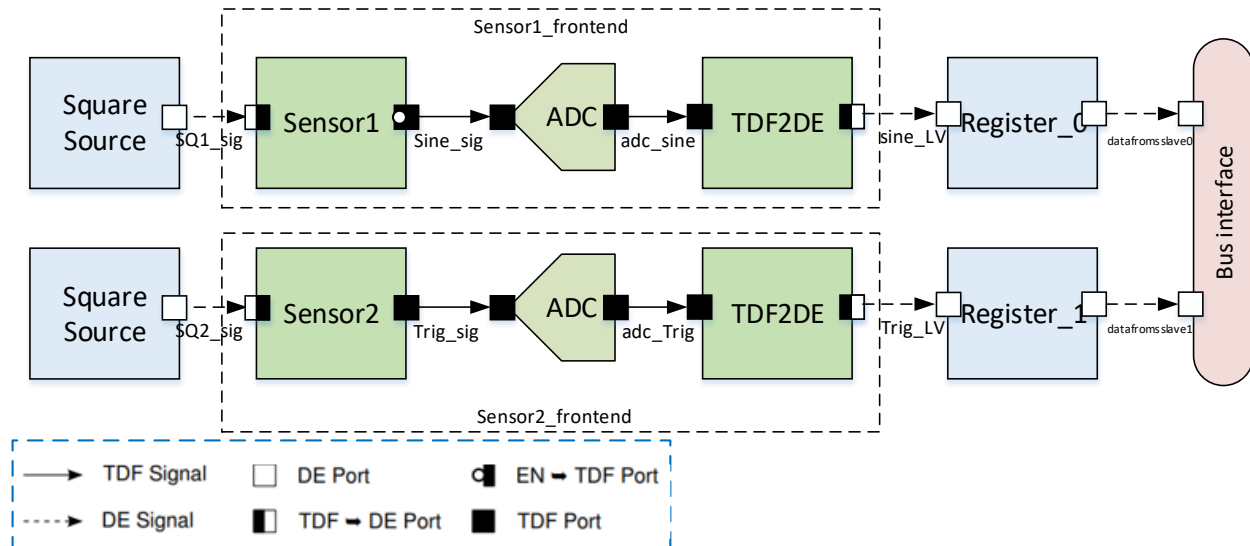 Sensor1_frontend
Square
Source
SQ1_sig
Sensor1
Sine_sig
ADC
adc_sine
TDF2DE
sine_LV
Register_0
datafromsslave0
Bus interface
Square
Source
SQ2_sig
Sensor2
Trig_sig
ADC
adc_Trig
TDF2DE
Trig_LV
Register_1
datafromsslave1
Sensor2_frontend
TDF Signal
DE Port
EN ➡ TDF Port
DE Signal
TDF ➡ DE Port
TDF Port